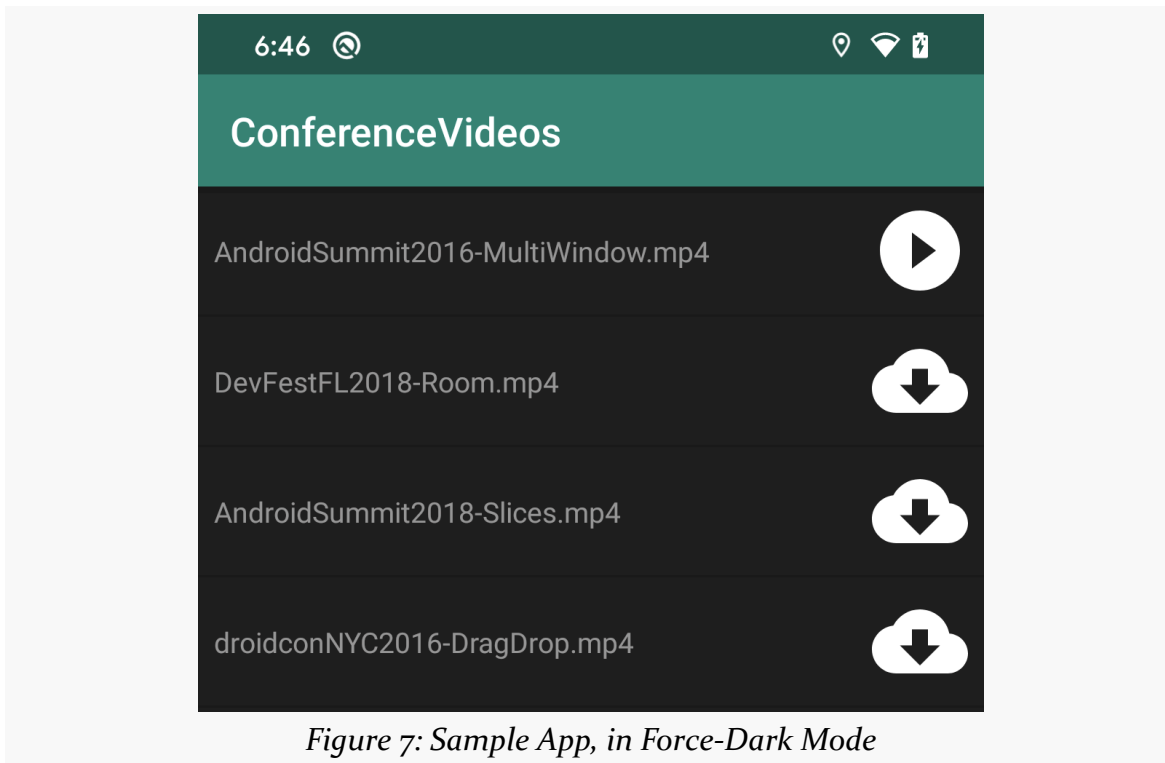 6:46
ConferenceVideos
AndroidSummit2016-MultiWindow.mp4
DevFestFL2018-Room.mp4
AndroidSummit2018-Slices.mp4
droidconNYC2016-DragDrop.mp4
Figure 7: Sample App, in Force-Dark Mode